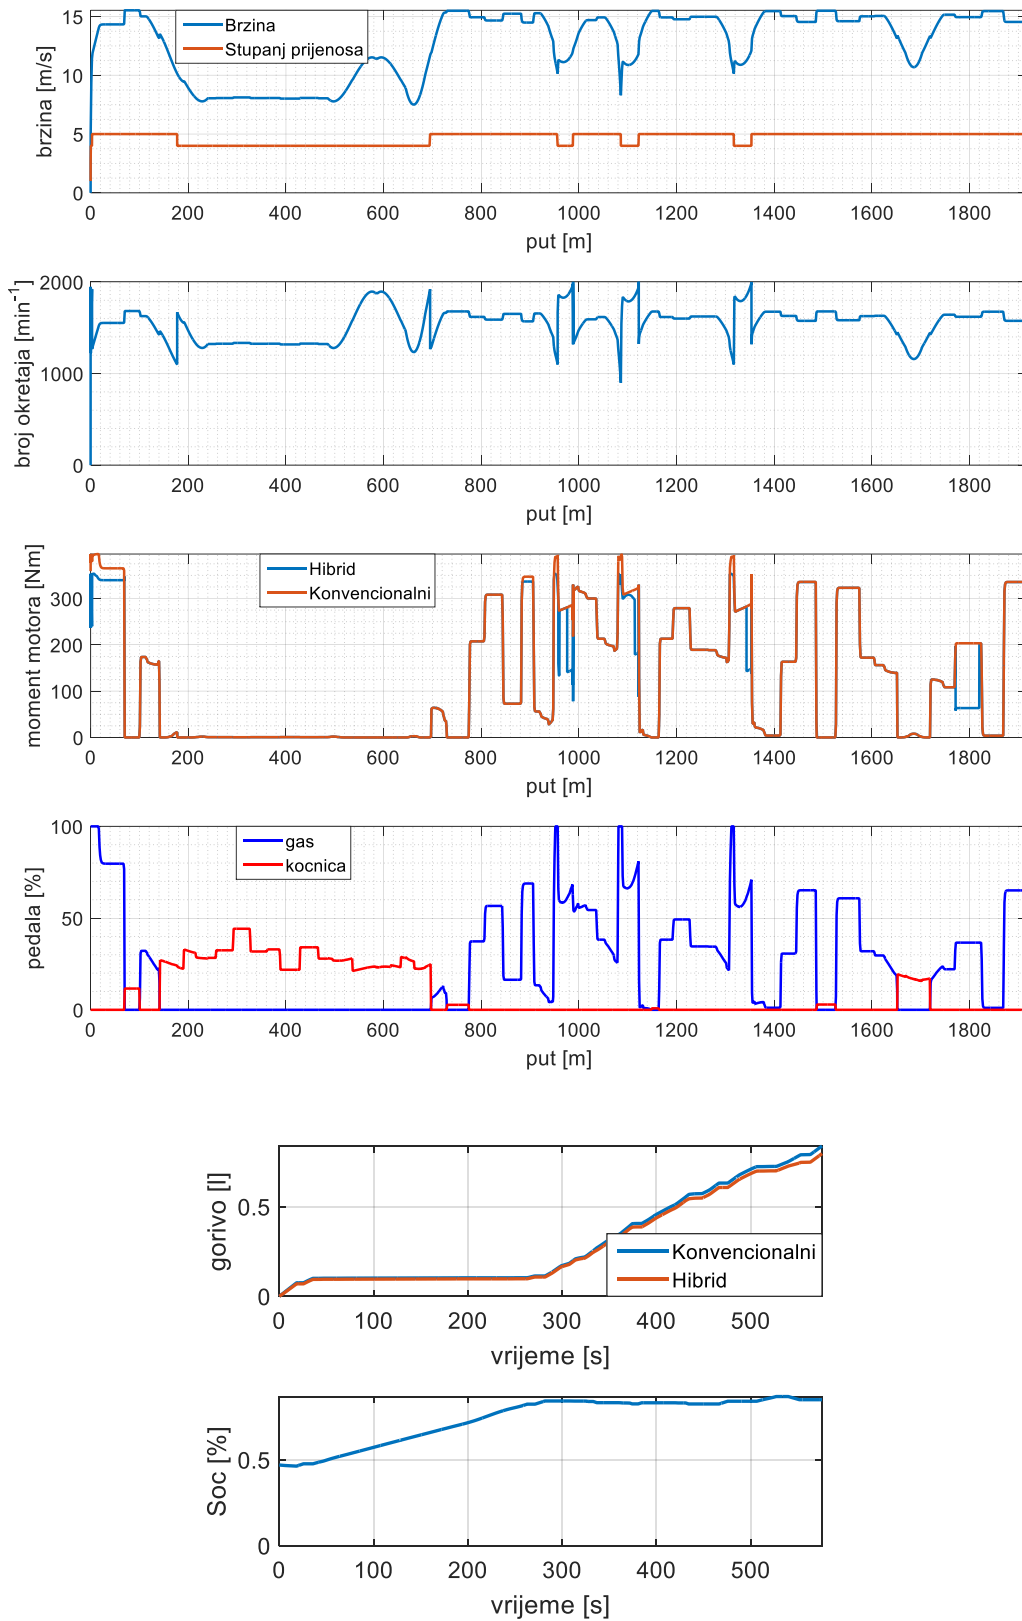 Brzina
Stupanj prijenosa
brzina [m/s]
15
10
5
0
0 200 400 600 800 1000 1200 1400 1600 1800
put [m]
broj okretaja [min⁻¹]
2000
1000
0
0 200 400 600 800 1000 1200 1400 1600 1800
put [m]
Hibrid
Konvencionalni
moment motora [Nm]
300
200
100
0
0 200 400 600 800 1000 1200 1400 1600 1800
put [m]
gas
kocnica
pedala [%]
100
50
0
0 200 400 600 800 1000 1200 1400 1600 1800
put [m]
gorivo [l]
0.5
0
Konvencionalni
Hibrid
0 100 200 300 400 500
vrijeme [s]
Soc [%]
0.5
0
0 100 200 300 400 500
vrijeme [s]